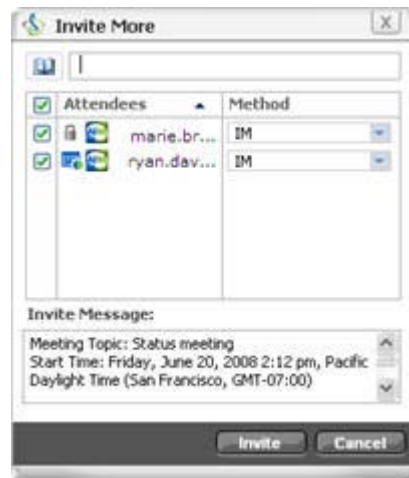 Invite More
Attendees Method
marie.br... IM
ryan.dav... IM
Invite Message:
Meeting Topic: Status meeting
Start Time: Friday, June 20, 2008 2:12 pm, Pacific
Daylight Time (San Francisco, GMT-07:00)
Invite Cancel